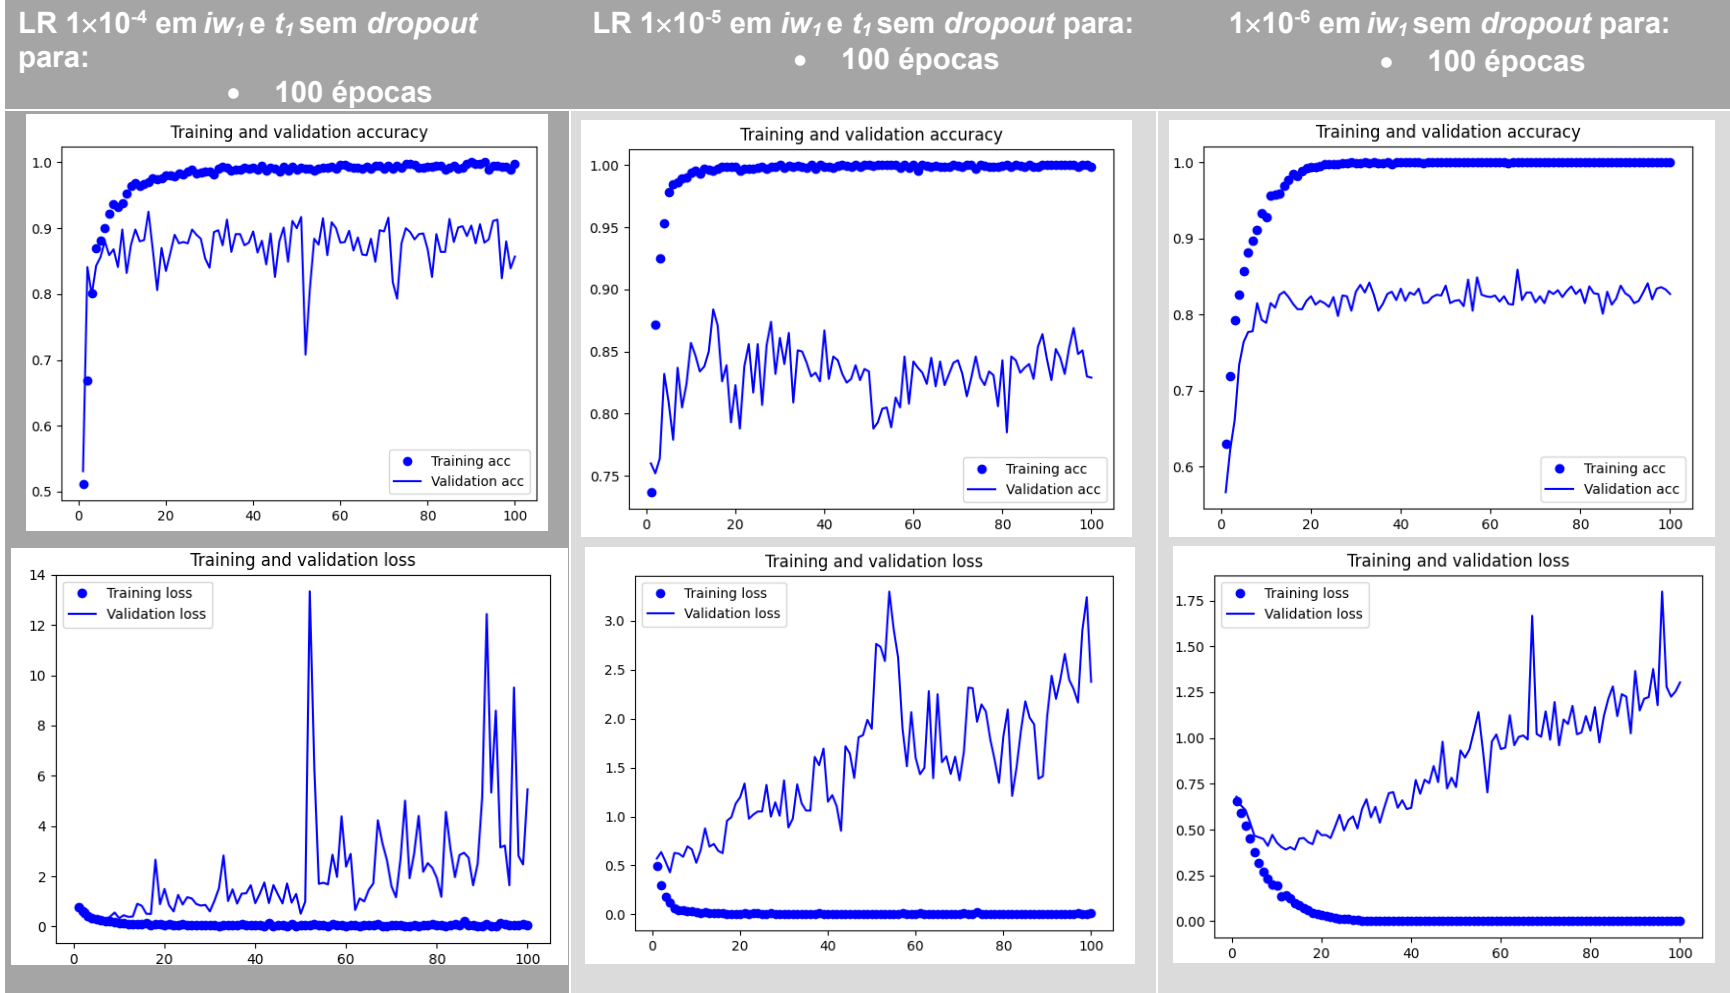 LR 1×10⁻⁴ em iw₁ e t₁ sem dropout
para:
• 100 épocas
LR 1×10⁻⁵ em iw₁ e t₁ sem dropout para:
• 100 épocas
1×10⁻⁶ em iw₁ sem dropout para:
• 100 épocas
Training and validation accuracy
1.0
0.9
0.8
0.7
0.6
0.5
Training acc
Validation acc
0 20 40 60 80 100
Training and validation accuracy
1.00
0.95
0.90
0.85
0.80
0.75
Training acc
Validation acc
0 20 40 60 80 100
Training and validation accuracy
1.0
0.9
0.8
0.7
0.6
Training acc
Validation acc
0 20 40 60 80 100
Training and validation loss
14
12
10
8
6
4
2
0
Training loss
Validation loss
0 20 40 60 80 100
Training and validation loss
3.0
2.5
2.0
1.5
1.0
0.5
0.0
Training loss
Validation loss
0 20 40 60 80 100
Training and validation loss
1.75
1.50
1.25
1.00
0.75
0.50
0.25
0.00
Training loss
Validation loss
0 20 40 60 80 100